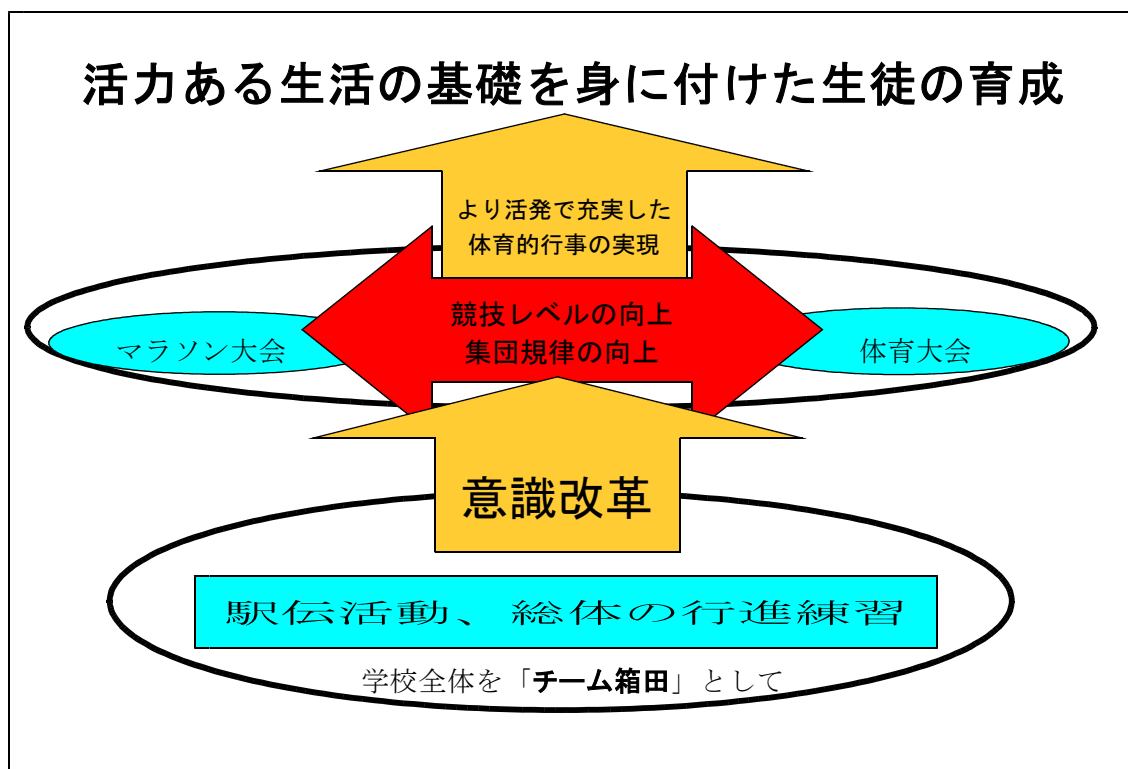 活力ある生活の基礎を身に付けた生徒の育成
より活発で充実した
体育的行事の実現
競技レベルの向上
集団規律の向上
マラソン大会
体育大会
意識改革
駅伝活動、総体の行進練習
学校全体を「チーム箱田」として